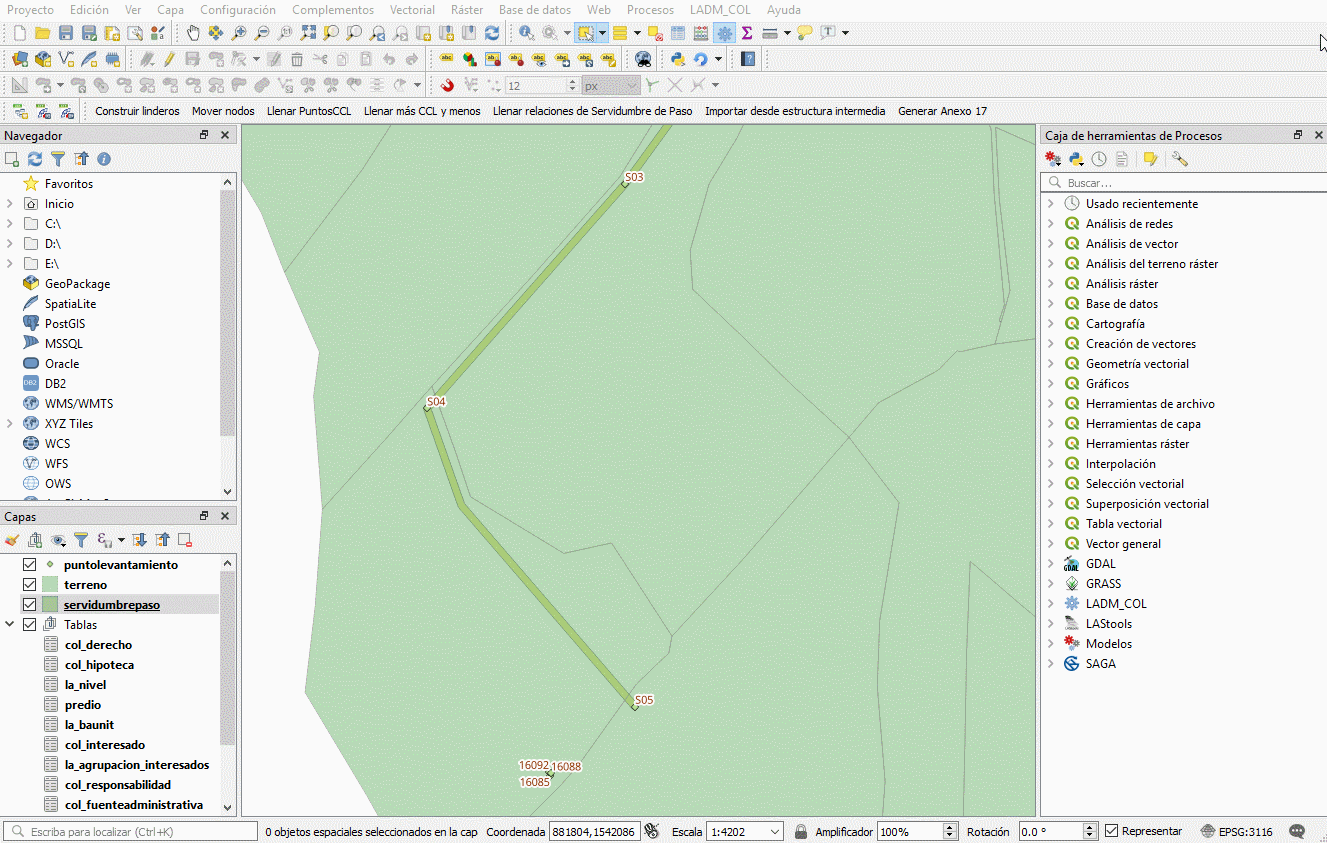 Proyecto Edición Ver Capa Configuración Complementos Vectorial Ráster Base de datos Web Procesos LADM_COL Ayuda
12 px
Construir linderos Mover nodos Llenar PuntosCCL Llenar más CCL y menos Llenar relaciones de Servidumbre de Paso Importar desde estructura intermedia Generar Anexo 17
Navegador
Favoritos
Inicio
C:\
D:\
E:\
GeoPackage
SpatiaLite
PostGIS
MSSQL
Oracle
DB2
WMS/WMTS
XYZ Tiles
WCS
WFS
OWS
Capas
puntolevantamiento
terreno
servidumbrepaso
Tablas
col_derecho
col_hipoteca
la_nivel
predio
la_baunit
col_interesado
la_agrupacion_interesados
col_responsabilidad
col_fuenteadministrativa
S03
S04
S05
16092 16088
16085
Caja de herramientas de Procesos
Buscar...
Usado recientemente
Análisis de redes
Análisis de vector
Análisis del terreno ráster
Análisis ráster
Base de datos
Cartografía
Creación de vectores
Geometría vectorial
Gráficos
Herramientas de archivo
Herramientas de capa
Herramientas ráster
Interpolación
Selección vectorial
Superposición vectorial
Tabla vectorial
Vector general
GDAL
GRASS
LADM_COL
LAStools
Modelos
SAGA
Escriba para localizar (Ctrl+K) 0 objetos espaciales seleccionados en la cap Coordenada 881804,1542086 Escala 1:4202 Amplificador 100% Rotación 0.0 ° Representar EPSG:3116